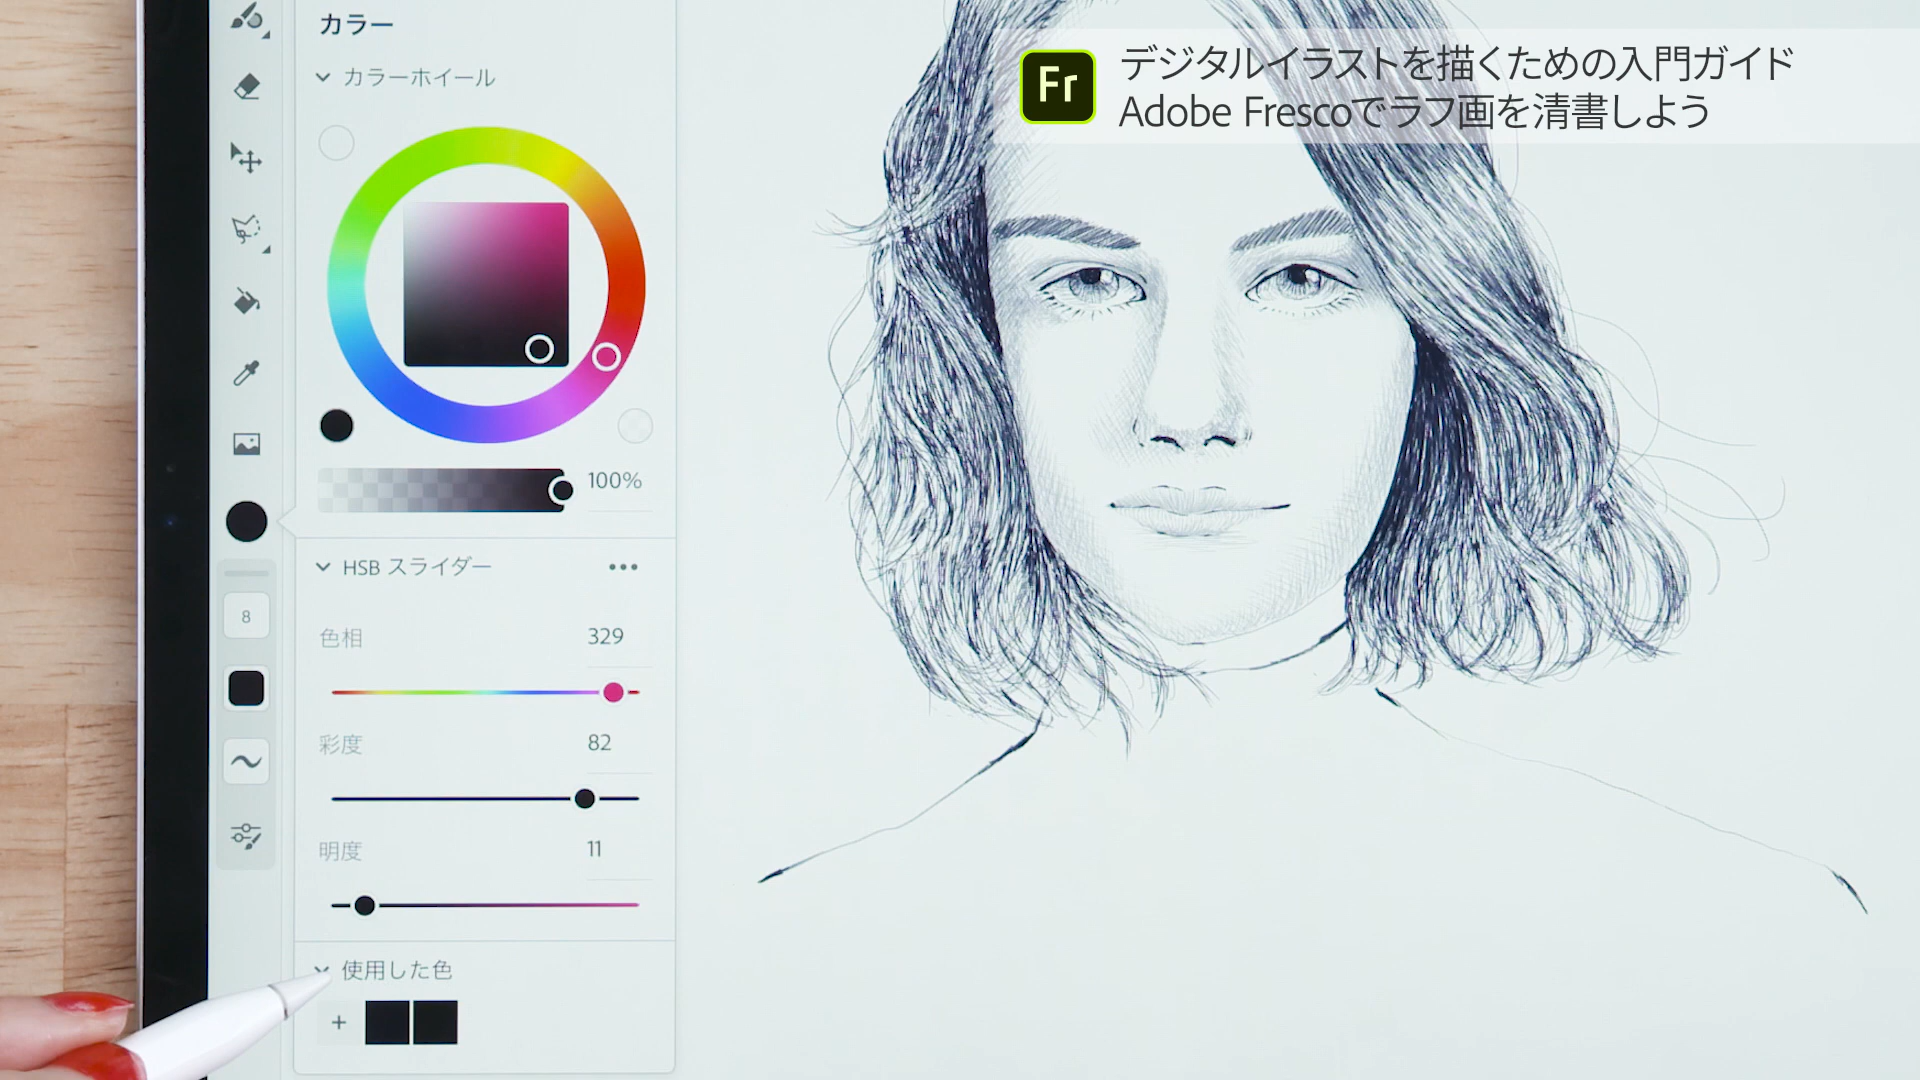 カラー
カラーホイール
100%
HSB スライダー
色相 329
彩度 82
明度 11
使用した色
8
Fr
デジタルイラストを描くための入門ガイド
Adobe Frescoでラフ画を清書しよう